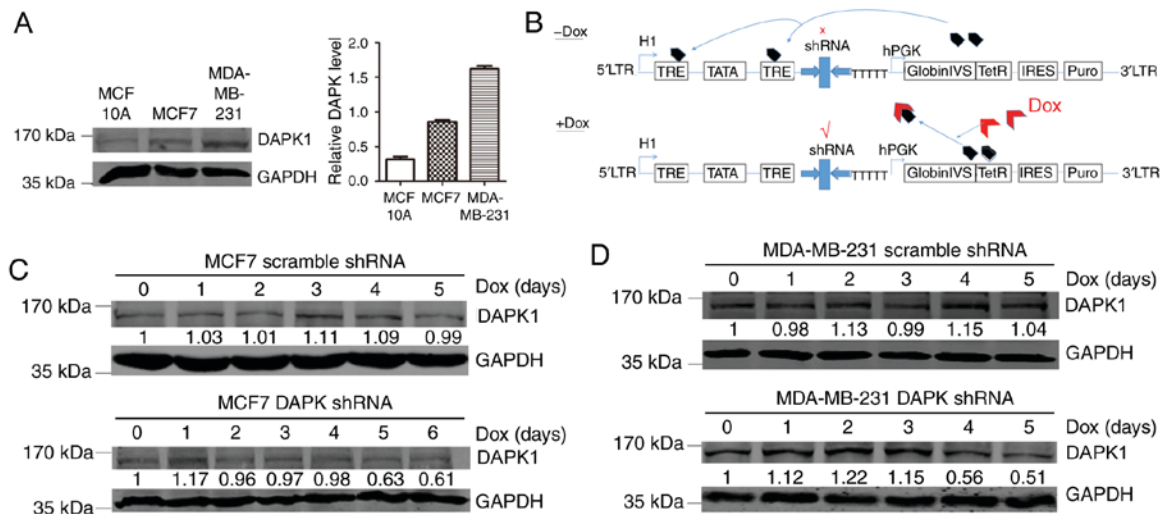 A
MCF
10A
MCF7
MDA-
MB-
231
170 kDa
DAPK1
35 kDa
GAPDH
Relative DAPK level
2.0
1.5
1.0
0.5
0.0
MCF
10A
MCF7
MDA-
MB-231
B
−Dox
H1
x
shRNA
hPGK
5′LTR
TRE
TATA
TRE
TTTTT
GlobinIVS
TetR
IRES
Puro
3′LTR
+Dox
Dox
H1
√
shRNA
hPGK
5′LTR
TRE
TATA
TRE
TTTTT
GlobinIVS
TetR
IRES
Puro
3′LTR
C
MCF7 scramble shRNA
0 1 2 3 4 5 Dox (days)
170 kDa
DAPK1
1 1.03 1.01 1.11 1.09 0.99
35 kDa
GAPDH
MCF7 DAPK shRNA
0 1 2 3 4 5 6 Dox (days)
170 kDa
DAPK1
1 1.17 0.96 0.97 0.98 0.63 0.61
35 kDa
GAPDH
D
MDA-MB-231 scramble shRNA
0 1 2 3 4 5 Dox (days)
170 kDa
DAPK1
1 0.98 1.13 0.99 1.15 1.04
35 kDa
GAPDH
MDA-MB-231 DAPK shRNA
0 1 2 3 4 5 Dox (days)
170 kDa
DAPK1
1 1.12 1.22 1.15 0.56 0.51
35 kDa
GAPDH